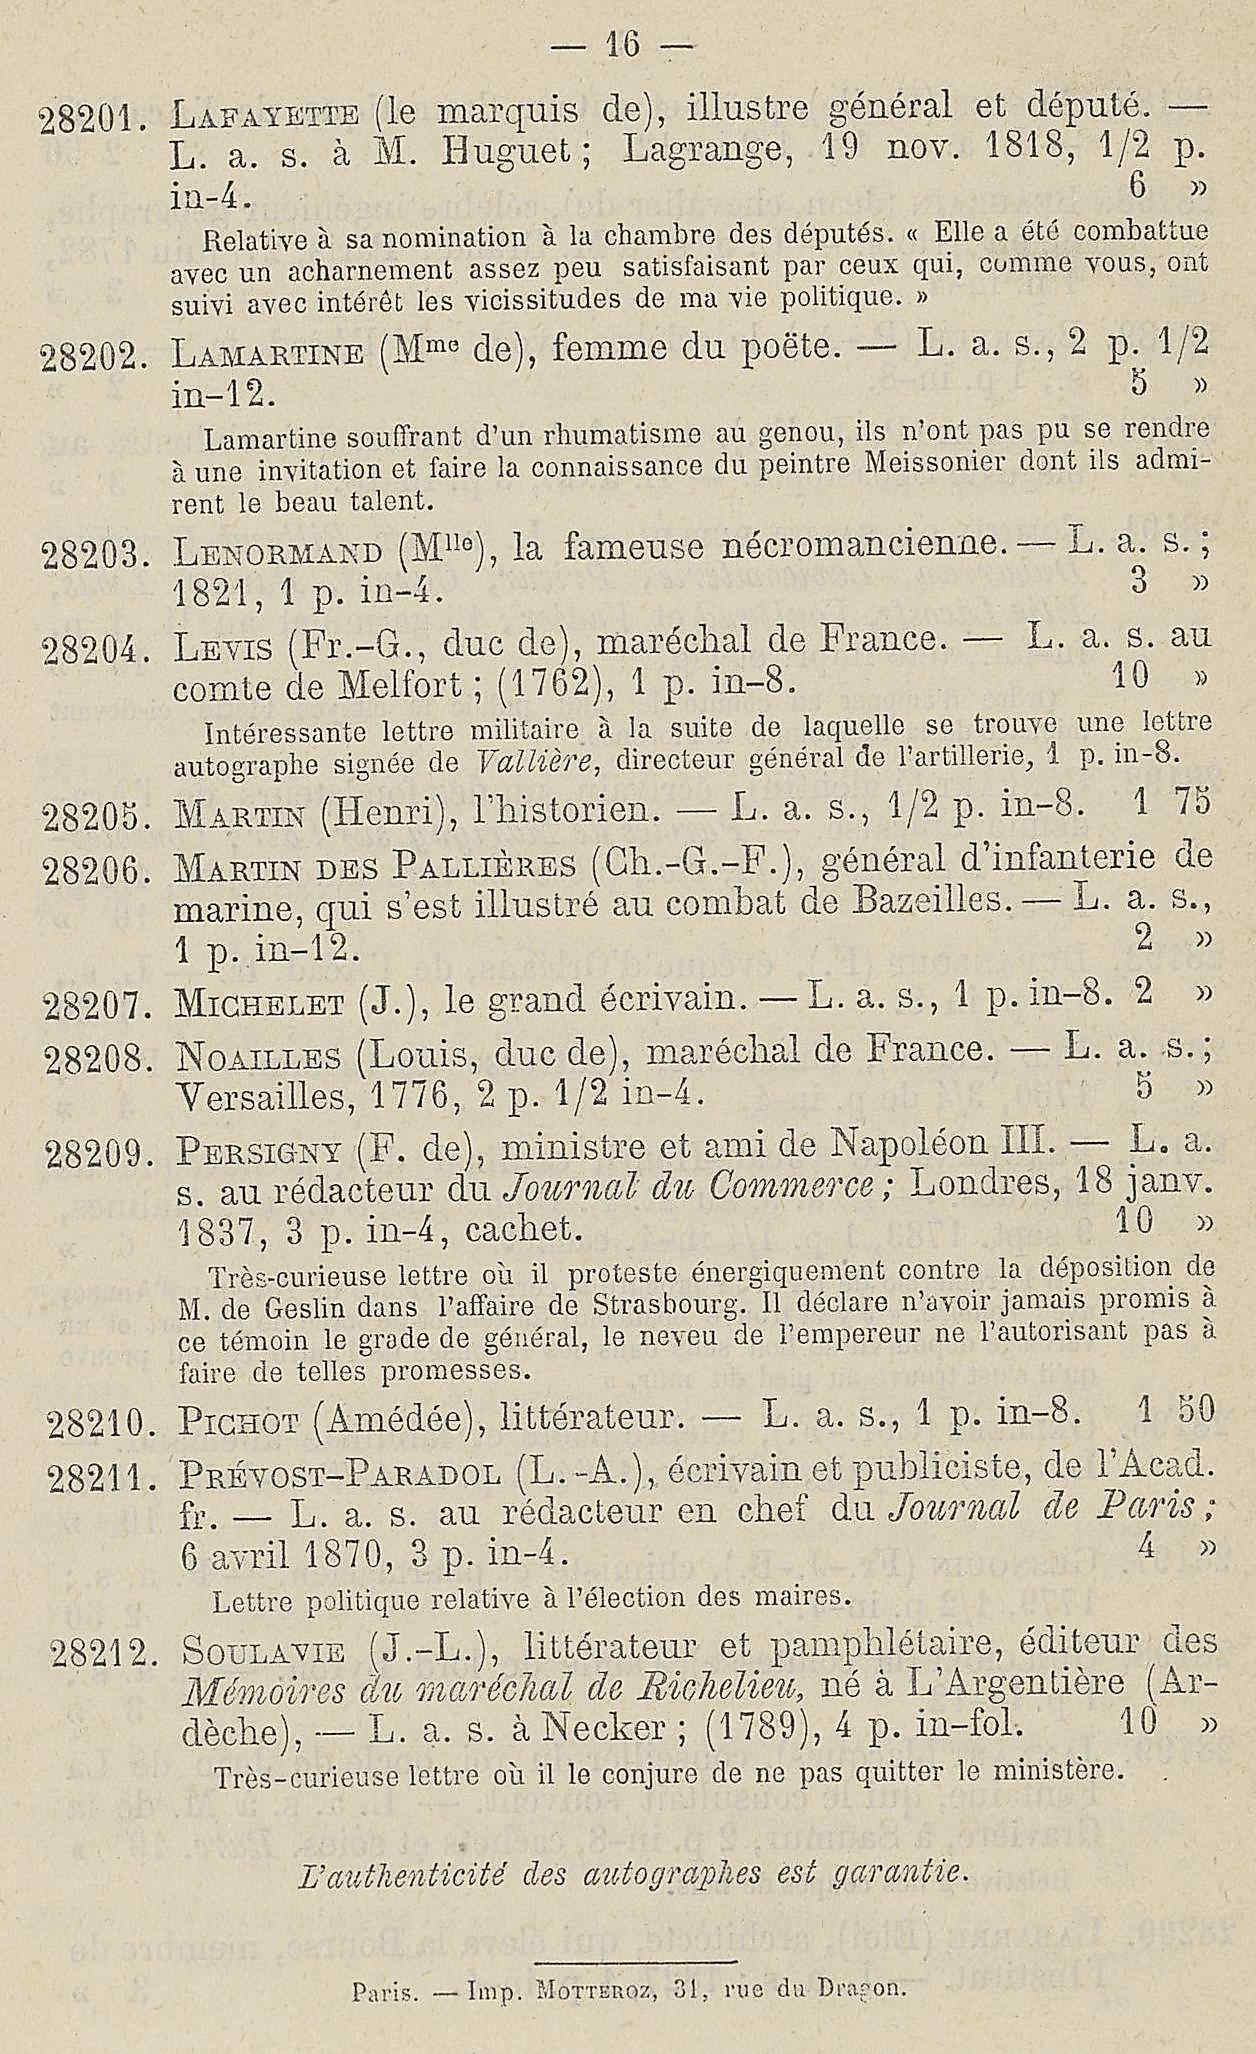 — 16 —
28201. LAFAYETTE (le marquis de), illustre général et député. —
L. a. s. à M. Huguet ; Lagrange, 19 nov. 1818, 1/2 p.
in-4. 6 »
Relative à sa nomination à la chambre des députés. « Elle a été combattue
avec un acharnement assez peu satisfaisant par ceux qui, comme vous, ont
suivi avec intérêt les vicissitudes de ma vie politique. »
28202. LAMARTINE (Mme de), femme du poëte. — L. a. s., 2 p. 1/2
in-12. 5 »
Lamartine souffrant d'un rhumatisme au genou, ils n'ont pas pu se rendre
à une invitation et faire la connaissance du peintre Meissonier dont ils admi-
rent le beau talent.
28203. LENORMAND (Mlle), la fameuse nécromancienne. — L. a. s. ;
1821, 1 p. in-4. 3 »
28204. LEVIS (Fr.-G., duc de), maréchal de France. — L. a. s. au
comte de Melfort ; (1762), 1 p. in-8. 10 »
Intéressante lettre militaire à la suite de laquelle se trouve une lettre
autographe signée de Vallière, directeur général de l'artillerie, 1 p. in-8.
28205. MARTIN (Henri), l'historien. — L. a. s., 1/2 p. in-8. 1 75
28206. MARTIN DES PALLIÈRES (Ch.-G.-F.), général d'infanterie de
marine, qui s'est illustré au combat de Bazeilles. — L. a. s.,
1 p. in-12. 2 »
28207. MICHELET (J.), le grand écrivain. — L. a. s., 1 p. in-8. 2 »
28208. NOAILLES (Louis, duc de), maréchal de France. — L. a. s. ;
Versailles, 1776, 2 p. 1/2 in-4. 5 »
28209. PERSIGNY (F. de), ministre et ami de Napoléon III. — L. a.
s. au rédacteur du Journal du Commerce ; Londres, 18 janv.
1837, 3 p. in-4, cachet. 10 »
Très-curieuse lettre où il proteste énergiquement contre la déposition de
M. de Geslin dans l'affaire de Strasbourg. Il déclare n'avoir jamais promis à
ce témoin le grade de général, le neveu de l'empereur ne l'autorisant pas à
faire de telles promesses.
28210. PICHOT (Amédée), littérateur. — L. a. s., 1 p. in-8. 1 50
28211. PRÉVOST-PARADOL (L.-A.), écrivain et publiciste, de l'Acad.
fr. — L. a. s. au rédacteur en chef du Journal de Paris ;
6 avril 1870, 3 p. in-4. 4 »
Lettre politique relative à l'élection des maires.
28212. SOULAVIE (J.-L.), littérateur et pamphlétaire, éditeur des
Mémoires du maréchal de Richelieu, né à L'Argentière (Ar-
dèche), — L. a. s. à Necker ; (1789), 4 p. in-fol. 10 »
Très-curieuse lettre où il le conjure de ne pas quitter le ministère.
L'authenticité des autographes est garantie.
Paris. — Imp. MOTTEROZ, 31, rue du Dragon.